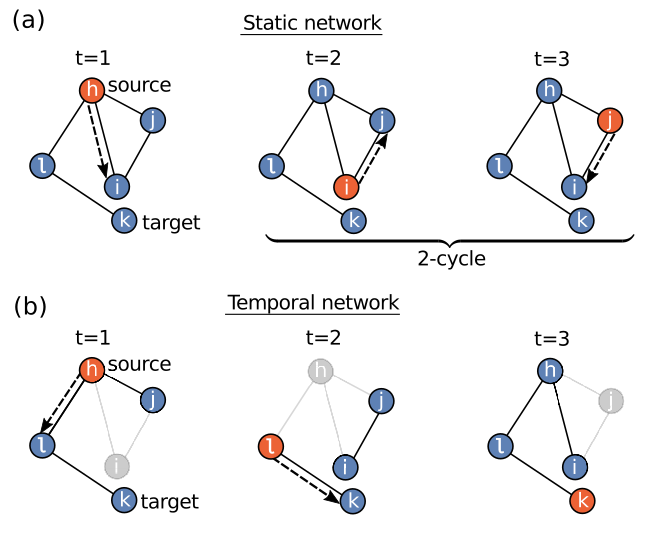 (a)
Static network
t=1
t=2
t=3
h source
j
l
i
k target
h
j
l
i
k
h
j
l
i
k
2-cycle
(b)
Temporal network
t=1
t=2
t=3
h source
j
l
i
k target
h
j
l
i
k
h
j
l
i
k